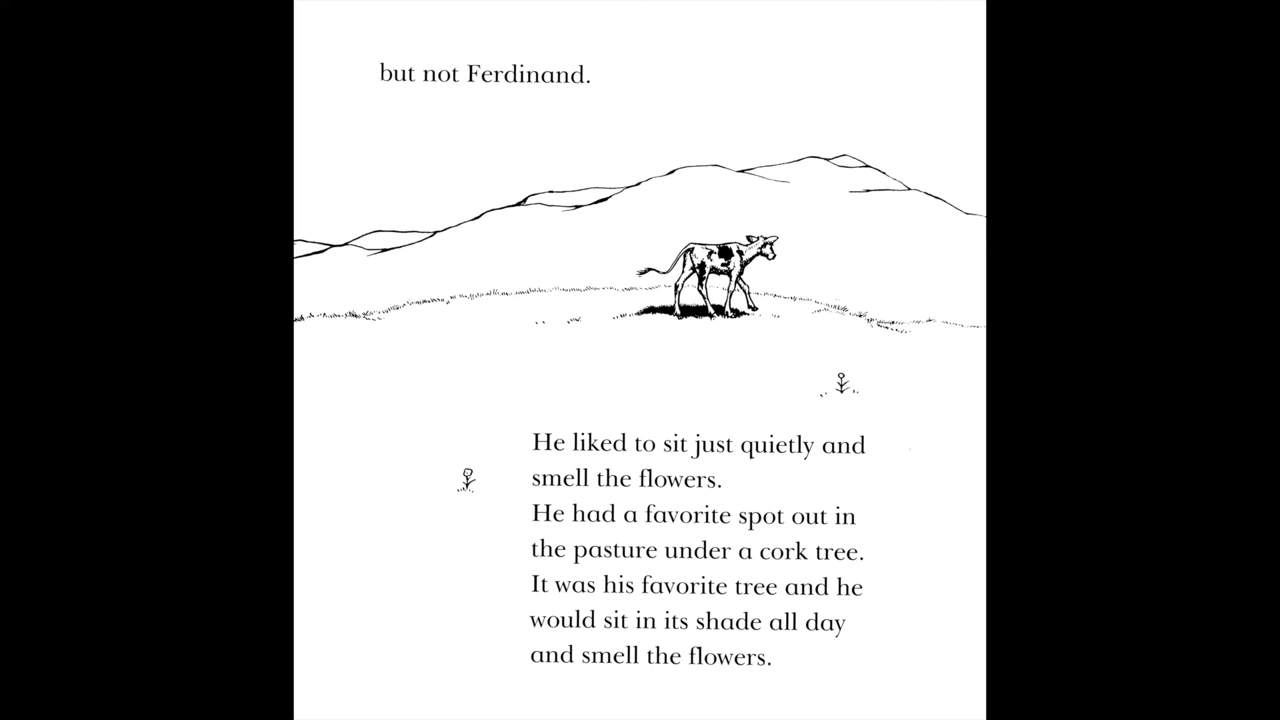 but not Ferdinand.
He liked to sit just quietly and
smell the flowers.
He had a favorite spot out in
the pasture under a cork tree.
It was his favorite tree and he
would sit in its shade all day
and smell the flowers.